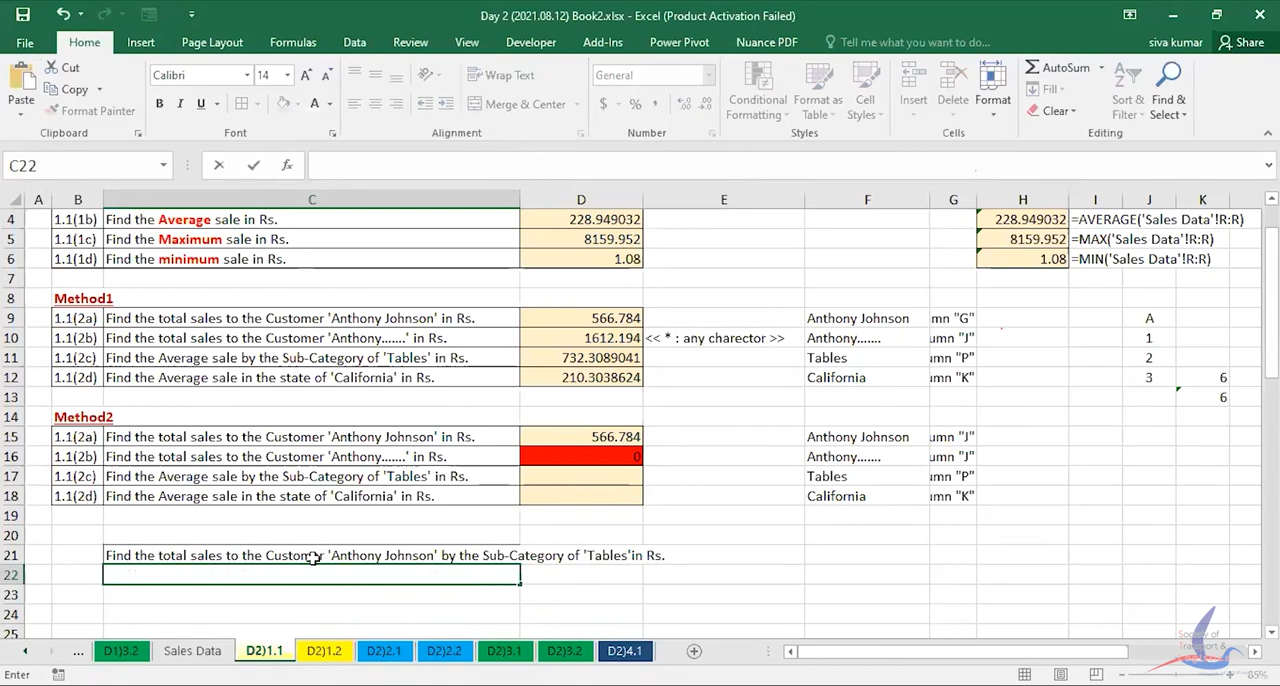 Day 2 (2021.08.12) Book2.xlsx - Excel (Product Activation Failed)
File Home Insert Page Layout Formulas Data Review View Developer Add-Ins Power Pivot Nuance PDF Tell me what you want to do... siva kumar Share
Paste Cut Copy Format Painter Clipboard
Calibri 14 B I U A Font
Wrap Text Merge & Center Alignment
General $ % , Number
Conditional Formatting Format as Table Cell Styles Styles
Insert Delete Format Cells
AutoSum Fill Clear Sort & Filter Find & Select Editing
C22 fx
A B C D E F G H I J K
4 1.1(1b) Find the Average sale in Rs. 228.949032 228.949032 =AVERAGE('Sales Data'!R:R)
5 1.1(1c) Find the Maximum sale in Rs. 8159.952 8159.952 =MAX('Sales Data'!R:R)
6 1.1(1d) Find the minimum sale in Rs. 1.08 1.08 =MIN('Sales Data'!R:R)
7
8 Method1
9 1.1(2a) Find the total sales to the Customer 'Anthony Johnson' in Rs. 566.784 Anthony Johnson umn "G" A
10 1.1(2b) Find the total sales to the Customer 'Anthony.......' in Rs. 1612.194 << * : any charector >> Anthony....... umn "J" 1
11 1.1(2c) Find the Average sale by the Sub-Category of 'Tables' in Rs. 732.3089041 Tables umn "P" 2
12 1.1(2d) Find the Average sale in the state of 'California' in Rs. 210.3038624 California umn "K" 3 6
13 6
14 Method2
15 1.1(2a) Find the total sales to the Customer 'Anthony Johnson' in Rs. 566.784 Anthony Johnson umn "J"
16 1.1(2b) Find the total sales to the Customer 'Anthony.......' in Rs. 0 Anthony....... umn "J"
17 1.1(2c) Find the Average sale by the Sub-Category of 'Tables' in Rs. Tables umn "P"
18 1.1(2d) Find the Average sale in the state of 'California' in Rs. California umn "K"
19
20
21 Find the total sales to the Customer 'Anthony Johnson' by the Sub-Category of 'Tables'in Rs.
22
23
24
25
... D1)3.2 Sales Data D2)1.1 D2)1.2 D2)2.1 D2)2.2 D2)3.1 D2)3.2 D2)4.1
Society of
Transport &
Enter 85%